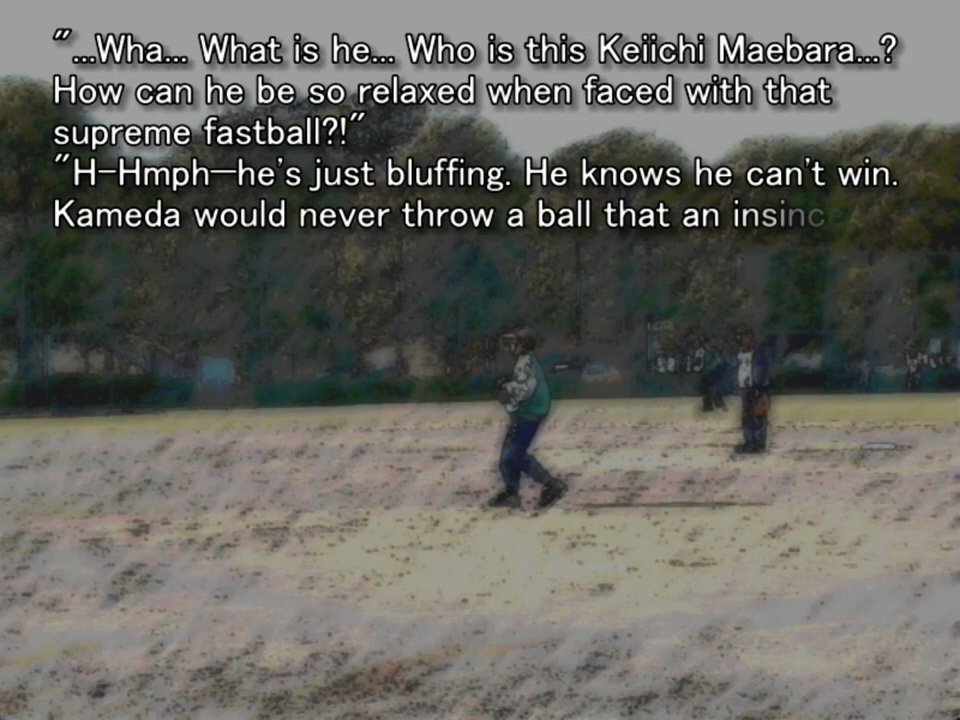 "...Wha... What is he... Who is this Keiichi Maebara...?
How can he be so relaxed when faced with that
supreme fastball?!"
"H-Hmph—he's just bluffing. He knows he can't win.
Kameda would never throw a ball that an insince